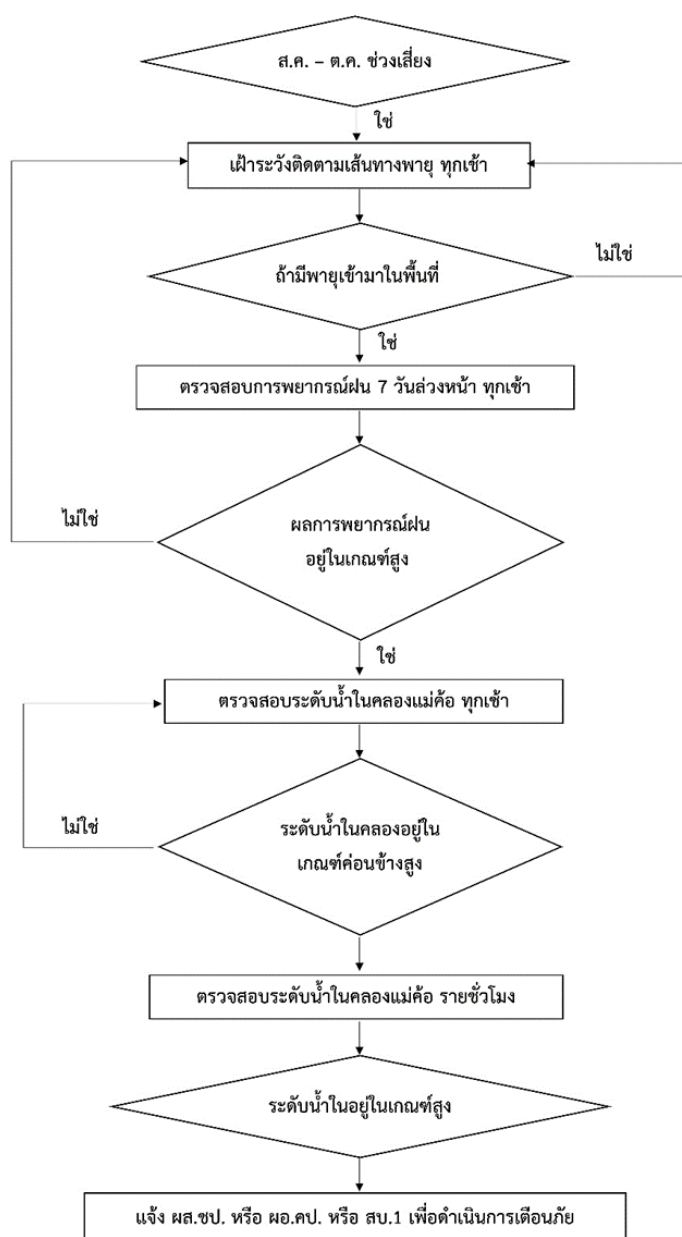 ส.ค. – ต.ค. ช่วงเสี่ยง
ใช่
เฝ้าระวังติดตามเส้นทางพายุ ทุกเช้า
ถ้ามีพายุเข้ามาในพื้นที่
ไม่ใช่
ใช่
ตรวจสอบการพยากรณ์ฝน 7 วันล่วงหน้า ทุกเช้า
ไม่ใช่
ผลการพยากรณ์ฝน
อยู่ในเกณฑ์สูง
ใช่
ตรวจสอบระดับน้ำในคลองแม่ค้อ ทุกเช้า
ไม่ใช่
ระดับน้ำในคลองอยู่ใน
เกณฑ์ค่อนข้างสูง
ตรวจสอบระดับน้ำในคลองแม่ค้อ รายชั่วโมง
ระดับน้ำในอยู่ในเกณฑ์สูง
แจ้ง ผส.ชป. หรือ ผอ.คป. หรือ สบ.1 เพื่อดำเนินการเตือนภัย